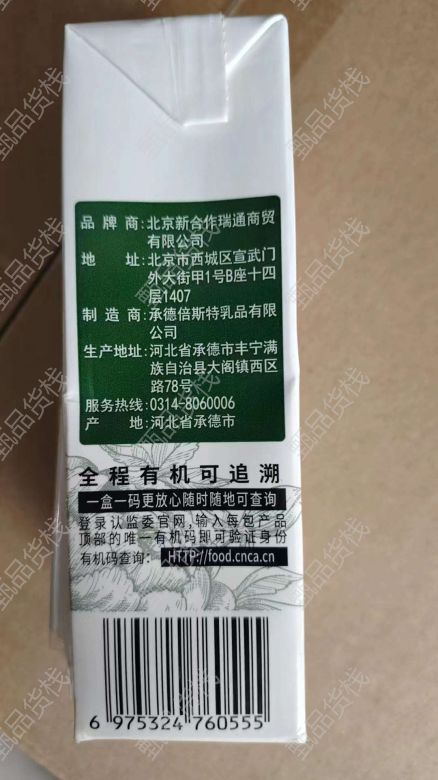 品牌商:北京新合作瑞通商贸
有限公司
地址:北京市西城区宣武门
外大街甲1号B座十四
层1407
制造商:承德倍斯特乳品有限
公司
生产地址:河北省承德市丰宁满
族自治县大阁镇西区
路78号
服务热线:0314-8060006
产地:河北省承德市
全程有机可追溯
一盒一码更放心随时随地可查询
登录认监委官网,输入每包产品
顶部的唯一有机码即可验证身份
有机码查询: HTTP://food.cnca.cn
6 975324 760555
甄品货栈